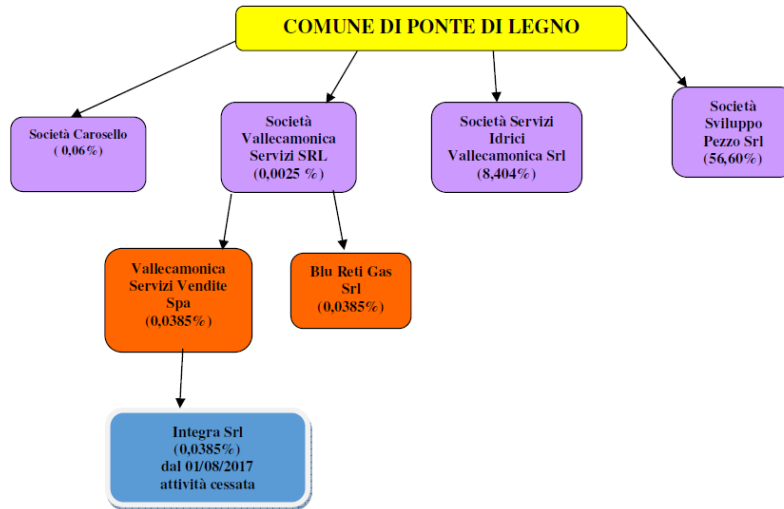 COMUNE DI PONTE DI LEGNO
Società Carosello
( 0,06%)
Società
Vallecamonica
Servizi SRL
(0,0025 %)
Società Servizi
Idrici
Vallecamonica Srl
(8,404%)
Società
Sviluppo
Pezzo Srl
(56,60%)
Vallecamonica
Servizi Vendite
Spa
(0,0385%)
Blu Reti Gas
Srl
(0,0385%)
Integra Srl
(0,0385%)
dal 01/08/2017
attività cessata